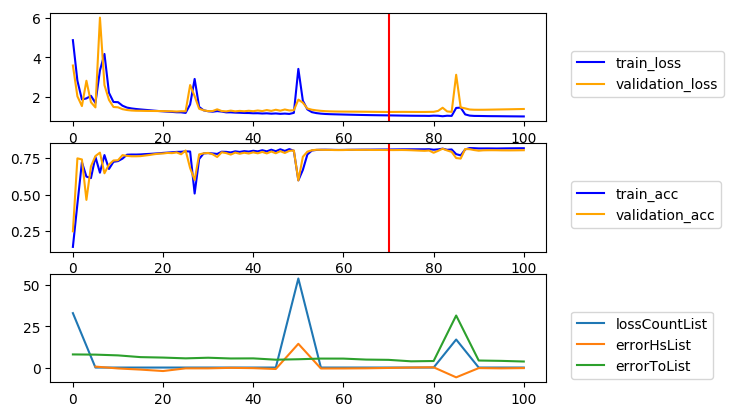 6
4
2
0 20 40 60 80 100
train_loss
validation_loss
0.75
0.50
0.25
0 20 40 60 80 100
train_acc
validation_acc
50
25
0
0 20 40 60 80 100
lossCountList
errorHsList
errorToList